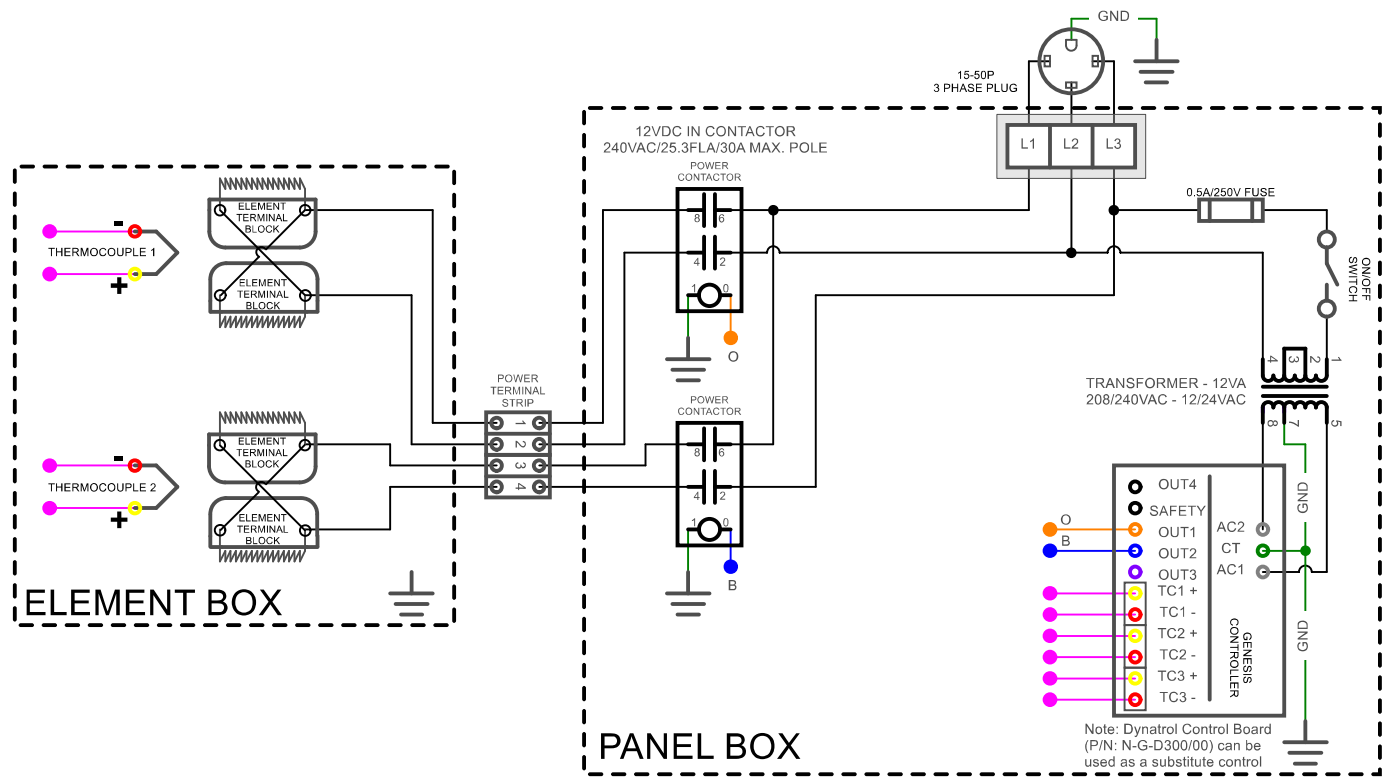 GND
15-50P
3 PHASE PLUG
12VDC IN CONTACTOR
240VAC/25.3FLA/30A MAX. POLE
POWER
CONTACTOR
L1 L2 L3
8 6
4 2
1 0
O
0.5A/250V FUSE
ON/OFF
SWITCH
- 
THERMOCOUPLE 1
+
ELEMENT
TERMINAL
BLOCK
ELEMENT
TERMINAL
BLOCK
POWER
TERMINAL
STRIP
1
2
3
4
POWER
CONTACTOR
8 6
4 2
1 0
B
4 3 2 1
TRANSFORMER - 12VA
208/240VAC - 12/24VAC
8 7 5
GND
-
THERMOCOUPLE 2
+
ELEMENT
TERMINAL
BLOCK
ELEMENT
TERMINAL
BLOCK
ELEMENT BOX
OUT4
SAFETY
O OUT1
B OUT2
OUT3
TC1 +
TC1 -
TC2 +
TC2 -
TC3 +
TC3 -
AC2
CT
AC1
GENESIS
CONTROLLER
GND
Note: Dynatrol Control Board
(P/N: N-G-D300/00) can be
used as a substitute control
PANEL BOX